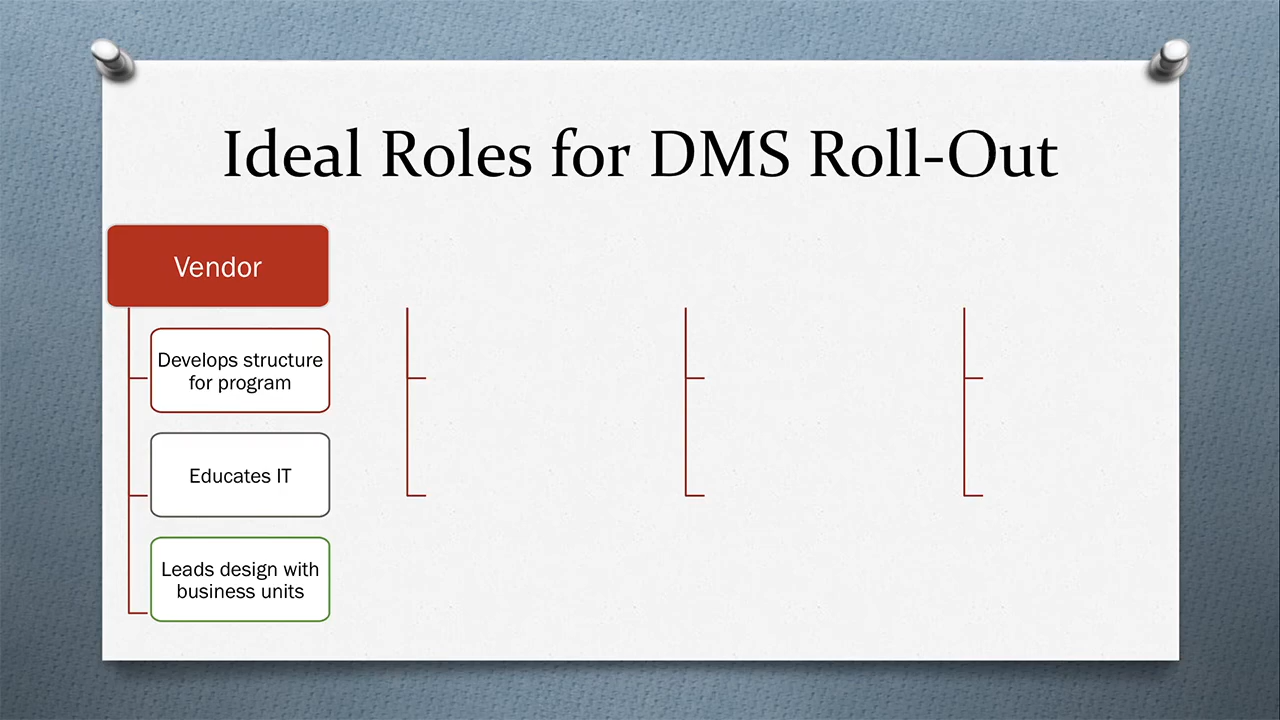 Ideal Roles for DMS Roll-Out
Vendor
Develops structure
for program
Educates IT
Leads design with
business units